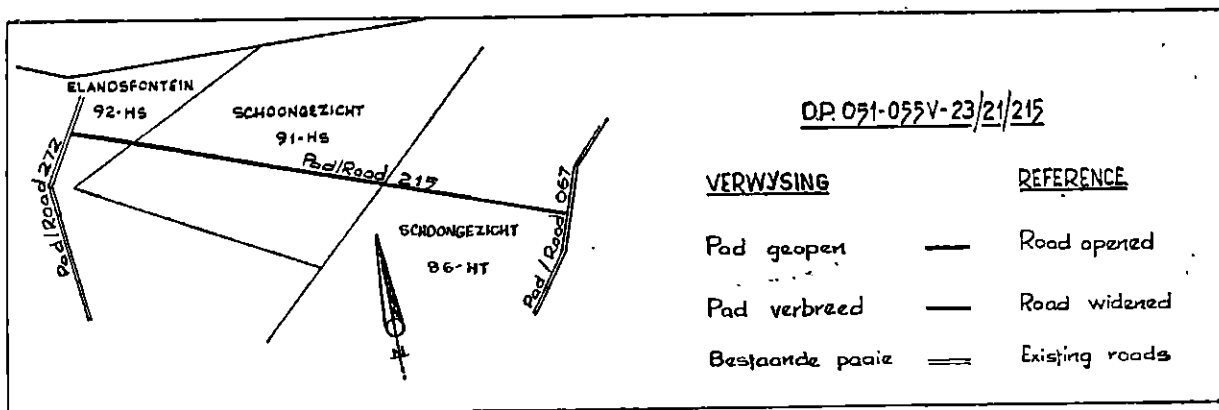 ELANDSFONTEIN
92-HS
SCHOONGEZICHT
91-HS
Pad/Road 272
Pad/Road 215
Pad/Road 067
SCHOONGEZICHT
86-HT
N
D.P. 051-055V-23/21/215
VERWYSING REFERENCE
Pad geopen Road opened
Pad verbreed Road widened
Bestaande paaie Existing roads